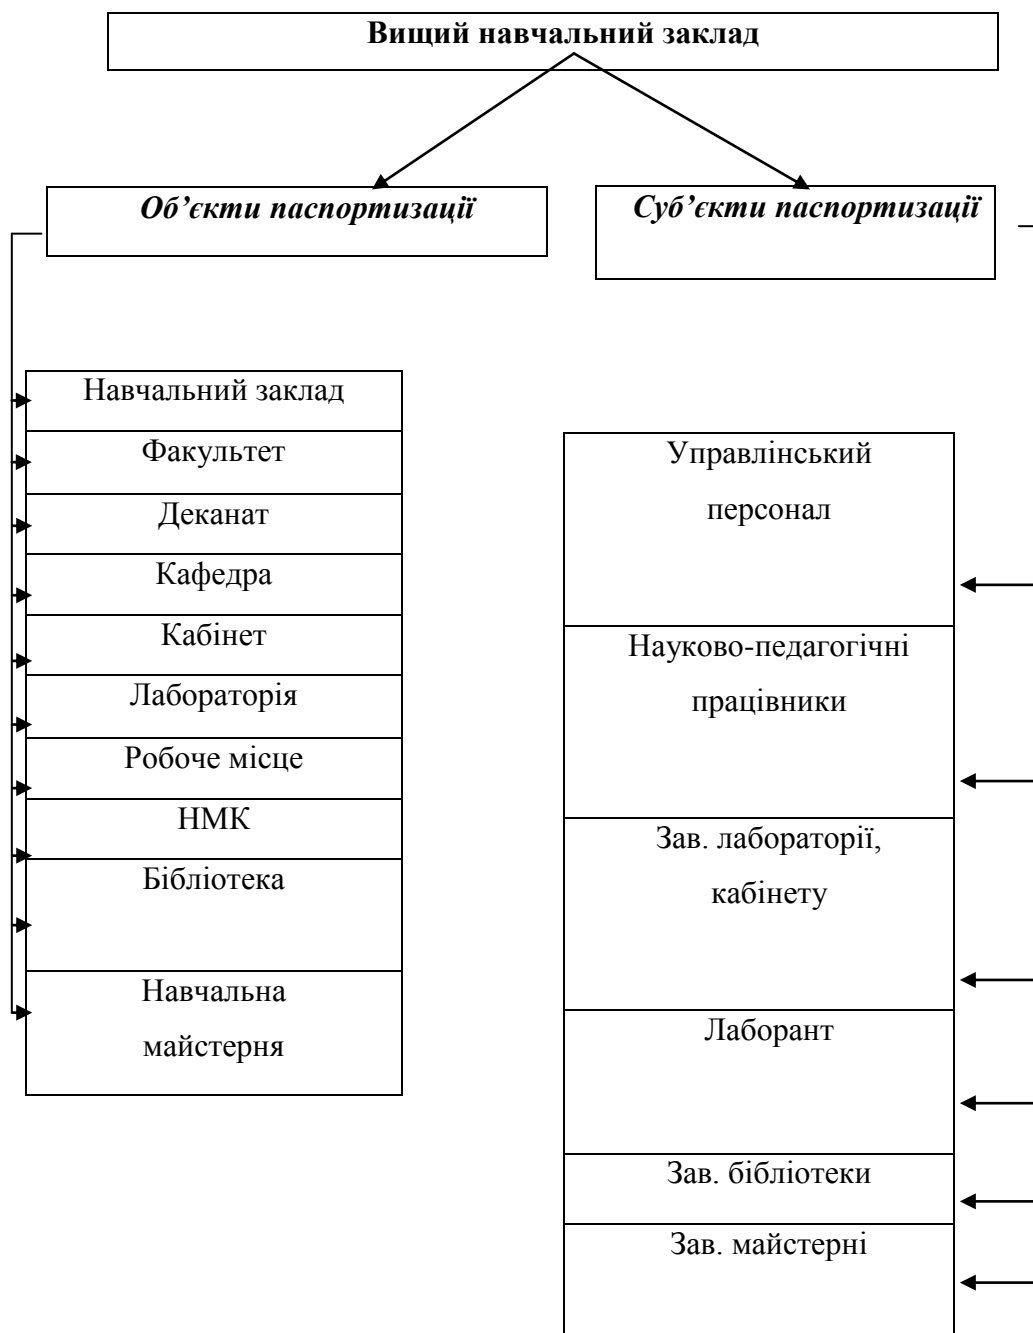 Вищий навчальний заклад
Об’єкти паспортизації
Суб’єкти паспортизації
Навчальний заклад
Факультет
Деканат
Кафедра
Кабінет
Лабораторія
Робоче місце
НМК
Бібліотека
Навчальна
майстерня
Управлінський
персонал
Науково-педагогічні
працівники
Зав. лабораторії,
кабінету
Лаборант
Зав. бібліотеки
Зав. майстерні